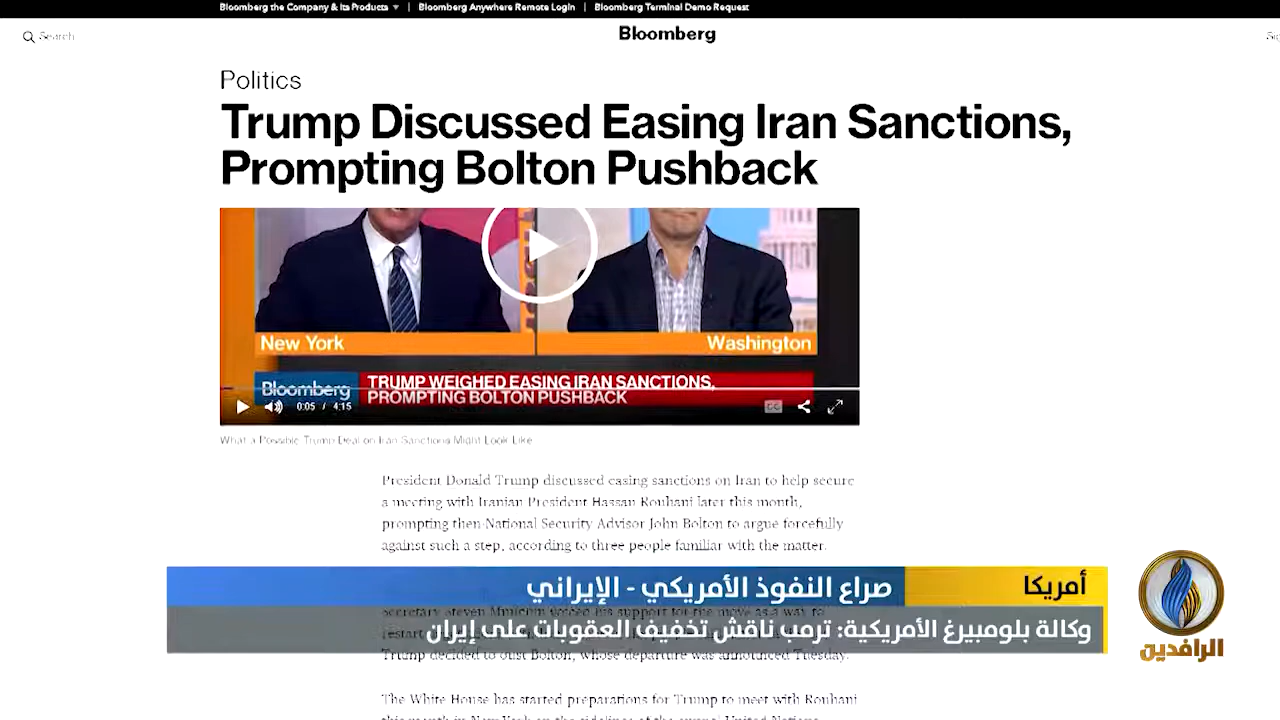 Bloomberg the Company & Its Products ▼ | Bloomberg Anywhere Remote Login | Bloomberg Terminal Demo Request
Search
Bloomberg
Politics
Trump Discussed Easing Iran Sanctions,
Prompting Bolton Pushback
New York
Washington
Bloomberg
TRUMP WEIGHED EASING IRAN SANCTIONS,
PROMPTING BOLTON PUSHBACK
0:05 / 4:15
CC
What a Possible Trump Deal on Iran Sanctions Might Look Like
President Donald Trump discussed easing sanctions on Iran to help secure
a meeting with Iranian President Hassan Rouhani later this month,
prompting then-National Security Advisor John Bolton to argue forcefully
against such a step, according to three people familiar with the matter.
أمريكا
صراع النفوذ الأمريكي - الإيراني
وكالة بلومبيرغ الأمريكية: ترمب ناقش تخفيف العقوبات على إيران
Trump decided to oust Bolton, whose departure was announced Tuesday.
The White House has started preparations for Trump to meet with Rouhani
الرافدين